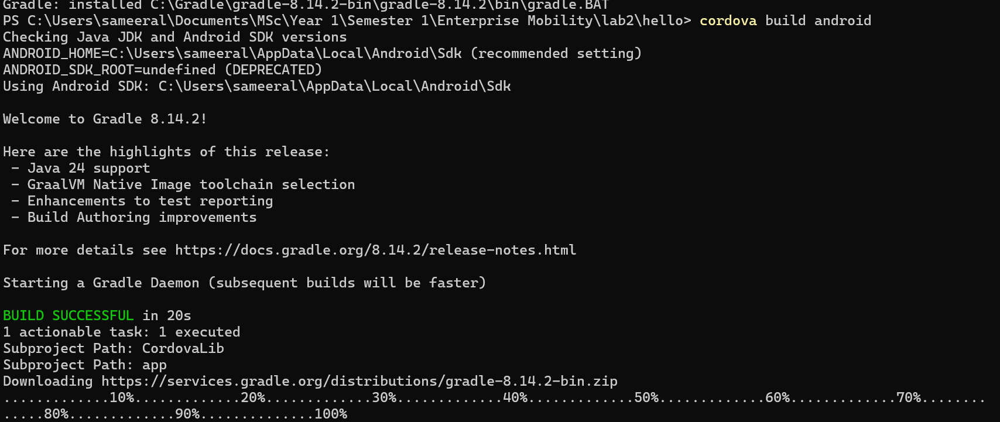 Gradle: installed C:\Gradle\gradle-8.14.2-bin\gradle-8.14.2\bin\gradle.BAT
PS C:\Users\sameeral\Documents\MSc\Year 1\Semester 1\Enterprise Mobility\lab2\hello> cordova build android
Checking Java JDK and Android SDK versions
ANDROID_HOME=C:\Users\sameeral\AppData\Local\Android\Sdk (recommended setting)
ANDROID_SDK_ROOT=undefined (DEPRECATED)
Using Android SDK: C:\Users\sameeral\AppData\Local\Android\Sdk
Welcome to Gradle 8.14.2!
Here are the highlights of this release:
 - Java 24 support
 - GraalVM Native Image toolchain selection
 - Enhancements to test reporting
 - Build Authoring improvements
For more details see https://docs.gradle.org/8.14.2/release-notes.html
Starting a Gradle Daemon (subsequent builds will be faster)
BUILD SUCCESSFUL in 20s
1 actionable task: 1 executed
Subproject Path: CordovaLib
Subproject Path: app
Downloading https://services.gradle.org/distributions/gradle-8.14.2-bin.zip
.............10%.............20%.............30%.............40%.............50%.............60%.............70%........
.....80%.............90%..............100%